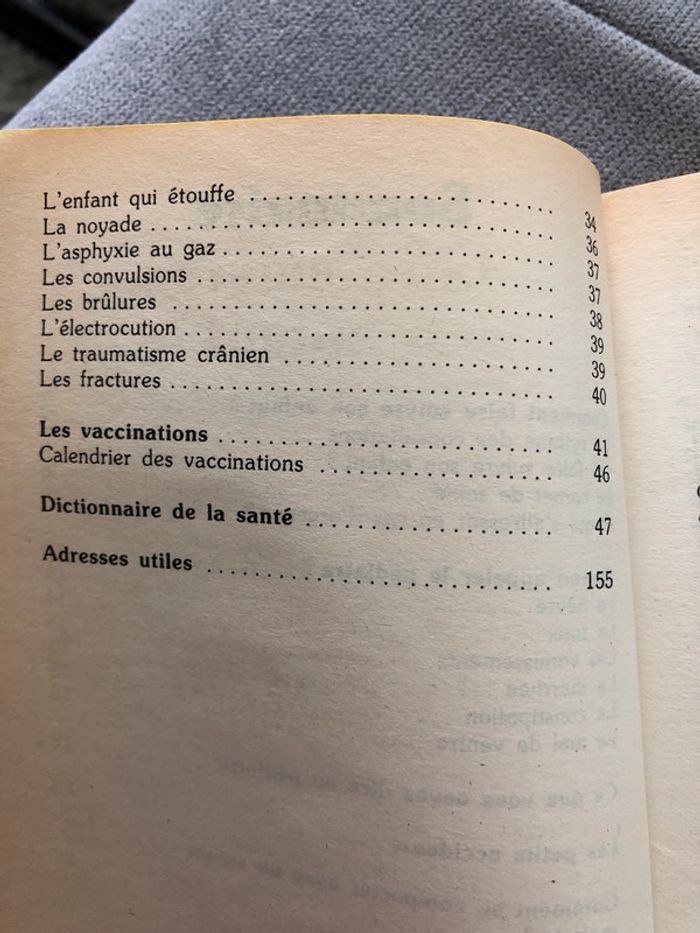 L'enfant qui étouffe ........................... 34
La noyade ................................... 36
L'asphyxie au gaz ............................ 37
Les convulsions .............................. 37
Les brûlures ................................. 38
L'électrocution ............................... 39
Le traumatisme crânien ....................... 39
Les fractures ................................. 40
Les vaccinations ............................. 41
Calendrier des vaccinations ................... 46
Dictionnaire de la santé ...................... 47
Adresses utiles ............................... 155